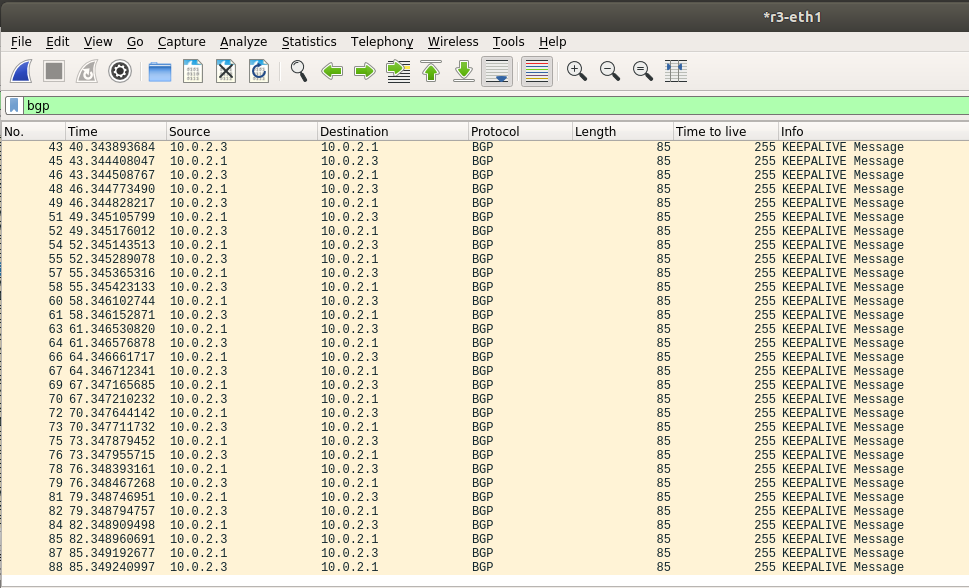 *r3-eth1
File Edit View Go Capture Analyze Statistics Telephony Wireless Tools Help
bgp
No. Time Source Destination Protocol Length Time to live Info
43 40.343893684 10.0.2.3 10.0.2.1 BGP 85 255 KEEPALIVE Message
45 43.344408047 10.0.2.1 10.0.2.3 BGP 85 255 KEEPALIVE Message
46 43.344508767 10.0.2.3 10.0.2.1 BGP 85 255 KEEPALIVE Message
48 46.344773490 10.0.2.1 10.0.2.3 BGP 85 255 KEEPALIVE Message
49 46.344828217 10.0.2.3 10.0.2.1 BGP 85 255 KEEPALIVE Message
51 49.345105799 10.0.2.1 10.0.2.3 BGP 85 255 KEEPALIVE Message
52 49.345176012 10.0.2.3 10.0.2.1 BGP 85 255 KEEPALIVE Message
54 52.345143513 10.0.2.1 10.0.2.3 BGP 85 255 KEEPALIVE Message
55 52.345289078 10.0.2.3 10.0.2.1 BGP 85 255 KEEPALIVE Message
57 55.345365316 10.0.2.1 10.0.2.3 BGP 85 255 KEEPALIVE Message
58 55.345423133 10.0.2.3 10.0.2.1 BGP 85 255 KEEPALIVE Message
60 58.346102744 10.0.2.1 10.0.2.3 BGP 85 255 KEEPALIVE Message
61 58.346152871 10.0.2.3 10.0.2.1 BGP 85 255 KEEPALIVE Message
63 61.346530820 10.0.2.1 10.0.2.3 BGP 85 255 KEEPALIVE Message
64 61.346576878 10.0.2.3 10.0.2.1 BGP 85 255 KEEPALIVE Message
66 64.346661717 10.0.2.1 10.0.2.3 BGP 85 255 KEEPALIVE Message
67 64.346712341 10.0.2.3 10.0.2.1 BGP 85 255 KEEPALIVE Message
69 67.347165685 10.0.2.1 10.0.2.3 BGP 85 255 KEEPALIVE Message
70 67.347210232 10.0.2.3 10.0.2.1 BGP 85 255 KEEPALIVE Message
72 70.347644142 10.0.2.1 10.0.2.3 BGP 85 255 KEEPALIVE Message
73 70.347711732 10.0.2.3 10.0.2.1 BGP 85 255 KEEPALIVE Message
75 73.347879452 10.0.2.1 10.0.2.3 BGP 85 255 KEEPALIVE Message
76 73.347955715 10.0.2.3 10.0.2.1 BGP 85 255 KEEPALIVE Message
78 76.348393161 10.0.2.1 10.0.2.3 BGP 85 255 KEEPALIVE Message
79 76.348467268 10.0.2.3 10.0.2.1 BGP 85 255 KEEPALIVE Message
81 79.348746951 10.0.2.1 10.0.2.3 BGP 85 255 KEEPALIVE Message
82 79.348794757 10.0.2.3 10.0.2.1 BGP 85 255 KEEPALIVE Message
84 82.348909498 10.0.2.1 10.0.2.3 BGP 85 255 KEEPALIVE Message
85 82.348960691 10.0.2.3 10.0.2.1 BGP 85 255 KEEPALIVE Message
87 85.349192677 10.0.2.1 10.0.2.3 BGP 85 255 KEEPALIVE Message
88 85.349240997 10.0.2.3 10.0.2.1 BGP 85 255 KEEPALIVE Message